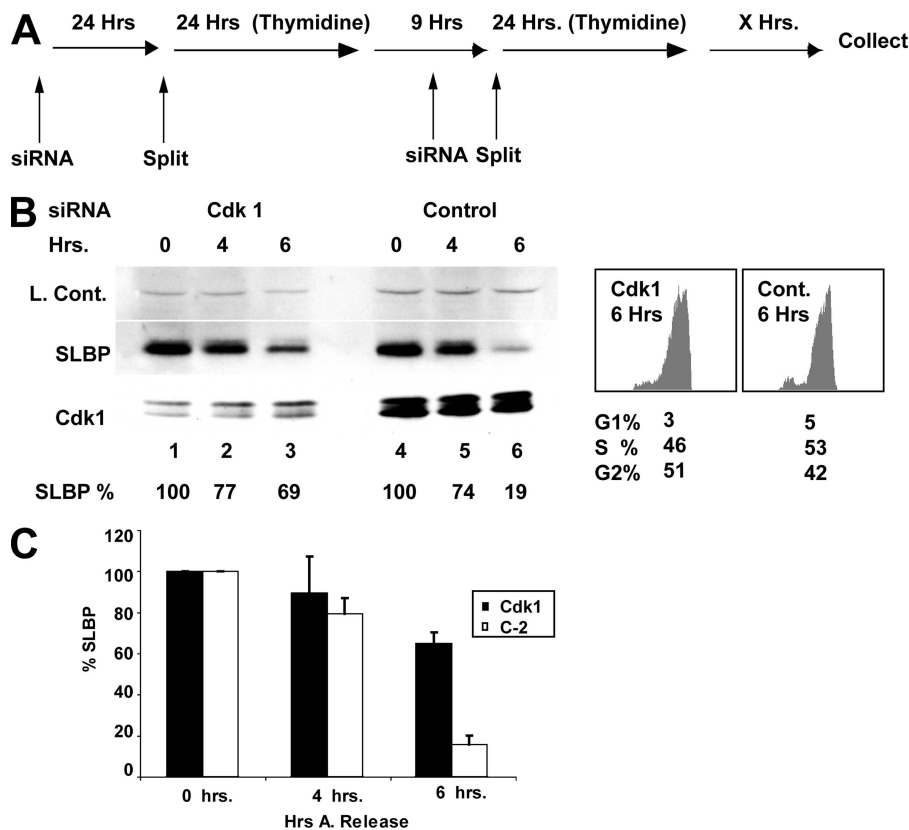 A
24 Hrs
24 Hrs (Thymidine)
9 Hrs
24 Hrs. (Thymidine)
X Hrs.
Collect
siRNA
Split
siRNA Split
B
siRNA Cdk 1 Control
Hrs. 0 4 6 0 4 6
L. Cont.
SLBP
Cdk1
1 2 3 4 5 6
SLBP % 100 77 69 100 74 19
Cdk1
6 Hrs
Cont.
6 Hrs
G1% 3 5
S % 46 53
G2% 51 42
C
120
100
80
60
40
20
0
% SLBP
Cdk1
C-2
0 hrs. 4 hrs. 6 hrs.
Hrs A. Release